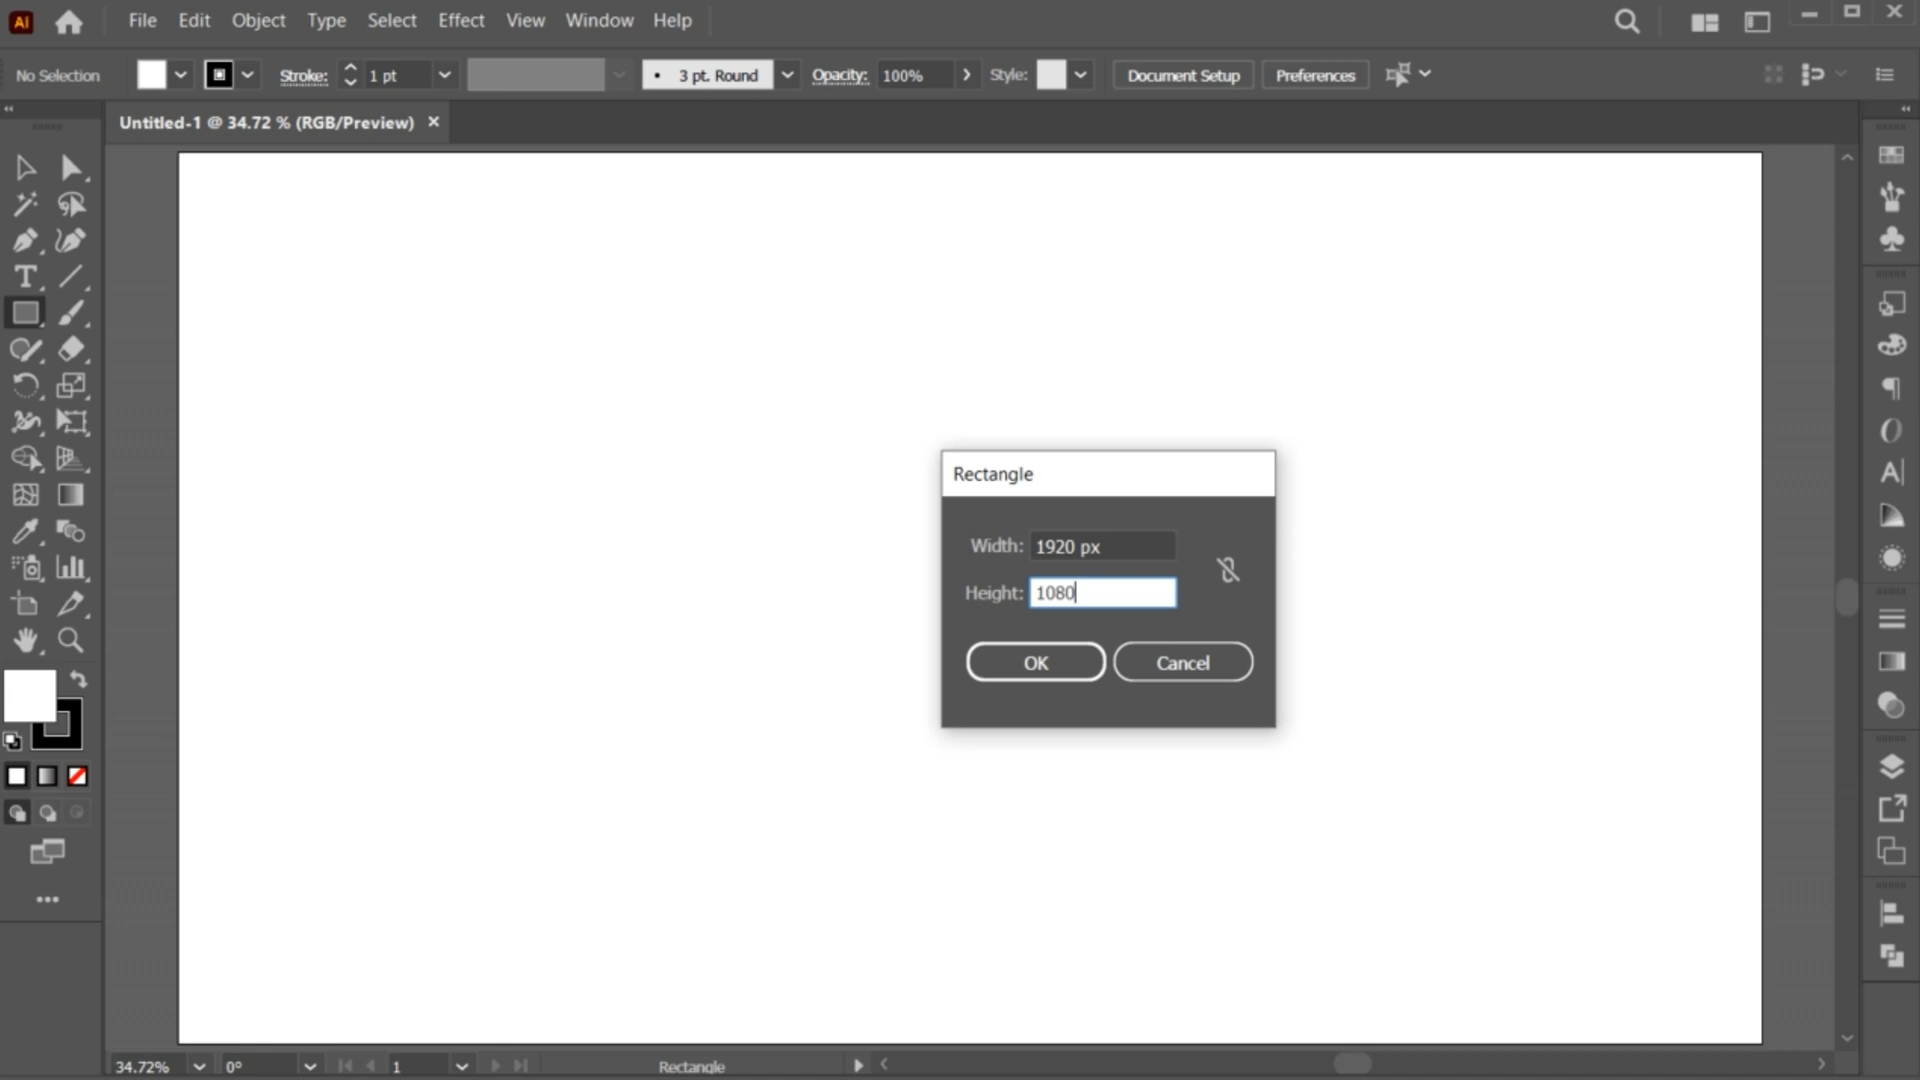 Ai File Edit Object Type Select Effect View Window Help
No Selection Stroke: 1 pt 3 pt. Round Opacity: 100% Style: Document Setup Preferences
Untitled-1 @ 34.72 % (RGB/Preview)
Rectangle
Width: 1920 px
Height: 1080
OK Cancel
34.72% 0° 1 Rectangle